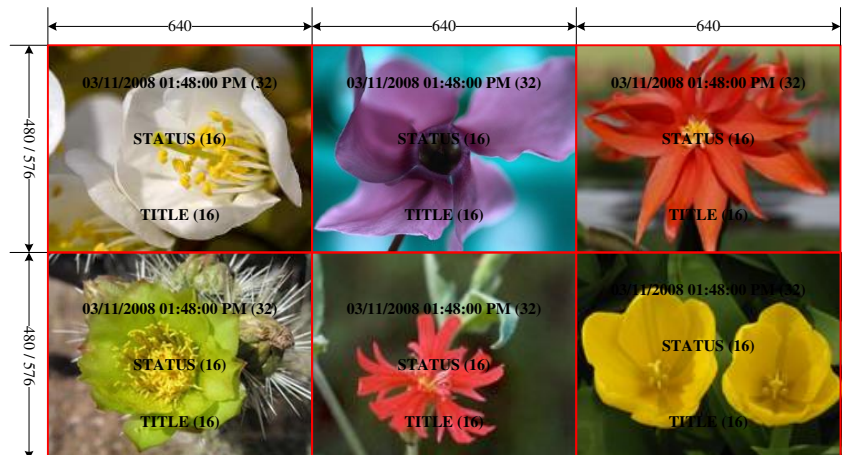 640 640 640
480 / 576
03/11/2008 01:48:00 PM (32) 03/11/2008 01:48:00 PM (32) 03/11/2008 01:48:00 PM (32)
STATUS (16) STATUS (16) STATUS (16)
TITLE (16) TITLE (16) TITLE (16)
480 / 576
03/11/2008 01:48:00 PM (32) 03/11/2008 01:48:00 PM (32) 03/11/2008 01:48:00 PM (32)
STATUS (16) STATUS (16) STATUS (16)
TITLE (16) TITLE (16) TITLE (16)